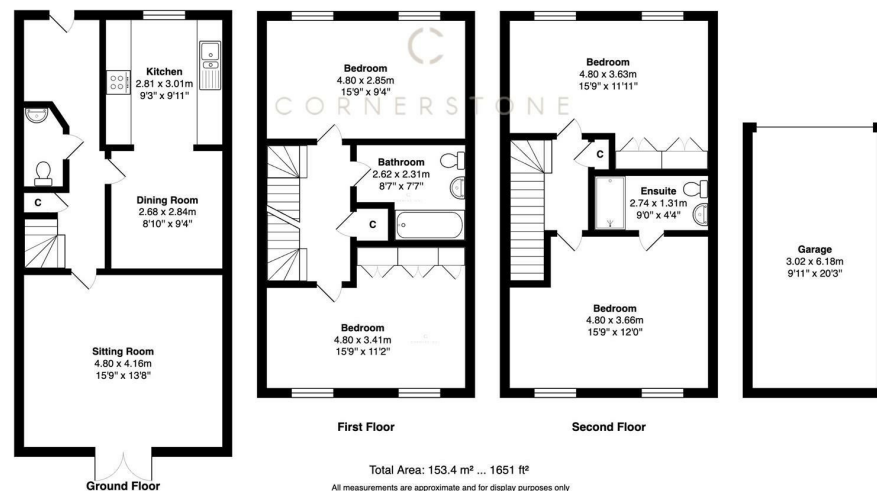 Kitchen
2.81 x 3.01m
9'3" x 9'11"
C
Dining Room
2.68 x 2.84m
8'10" x 9'4"
Sitting Room
4.80 x 4.16m
15'9" x 13'8"
Ground Floor
Bedroom
4.80 x 2.85m
15'9" x 9'4"
CORNERSTONE
Bathroom
2.62 x 2.31m
8'7" x 7'7"
C
Bedroom
4.80 x 3.41m
15'9" x 11'2"
First Floor
Bedroom
4.80 x 3.63m
15'9" x 11'11"
C
Ensuite
2.74 x 1.31m
9'0" x 4'4"
Bedroom
4.80 x 3.66m
15'9" x 12'0"
Second Floor
Garage
3.02 x 6.18m
9'11" x 20'3"
Total Area: 153.4 m² ... 1651 ft²
All measurements are approximate and for display purposes only